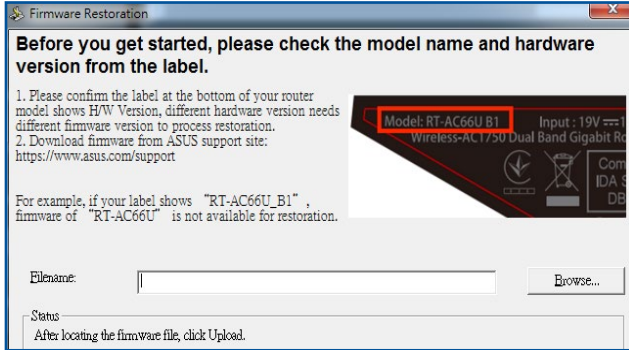 Firmware Restoration
Before you get started, please check the model name and hardware
version from the label.
1. Please confirm the label at the bottom of your router
model shows H/W Version, different hardware version needs
different firmware version to process restoration.
2. Download firmware from ASUS support site:
https://www.asus.com/support
For example, if your label shows "RT-AC66U_B1",
firmware of "RT-AC66U" is not available for restoration.
Model: RT-AC66U B1 Input : 19V
Wireless-AC1750 Dual Band Gigabit
Com
IDA
DB
Filename:
Browse...
Status
After locating the firmware file, click Upload.